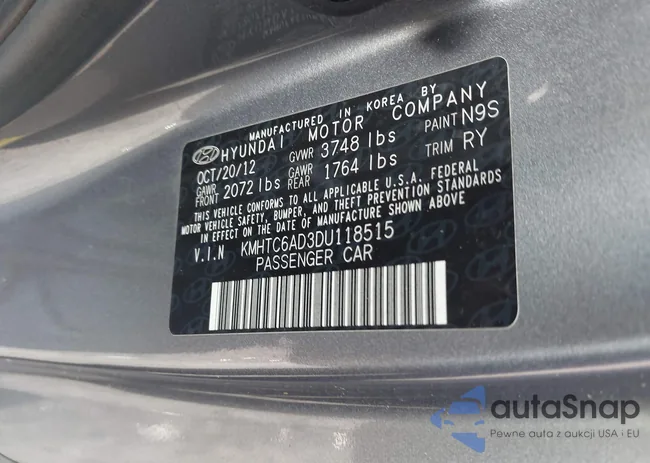 MANUFACTURED IN KOREA BY
HYUNDAI MOTOR COMPANY
OCT/20/12 GVWR 3748 lbs PAINT N9S
GAWR FRONT 2072 lbs GAWR REAR 1764 lbs TRIM RY
THIS VEHICLE CONFORMS TO ALL APPLICABLE U.S.A. FEDERAL
MOTOR VEHICLE SAFETY, BUMPER, AND THEFT PREVENTION STANDARDS
IN EFFECT ON THE DATE OF MANUFACTURE SHOWN ABOVE.
V.I.N KMHTC6AD3DU118515
PASSENGER CAR
autoSnap
Pewne auta z aukcji USA i EU